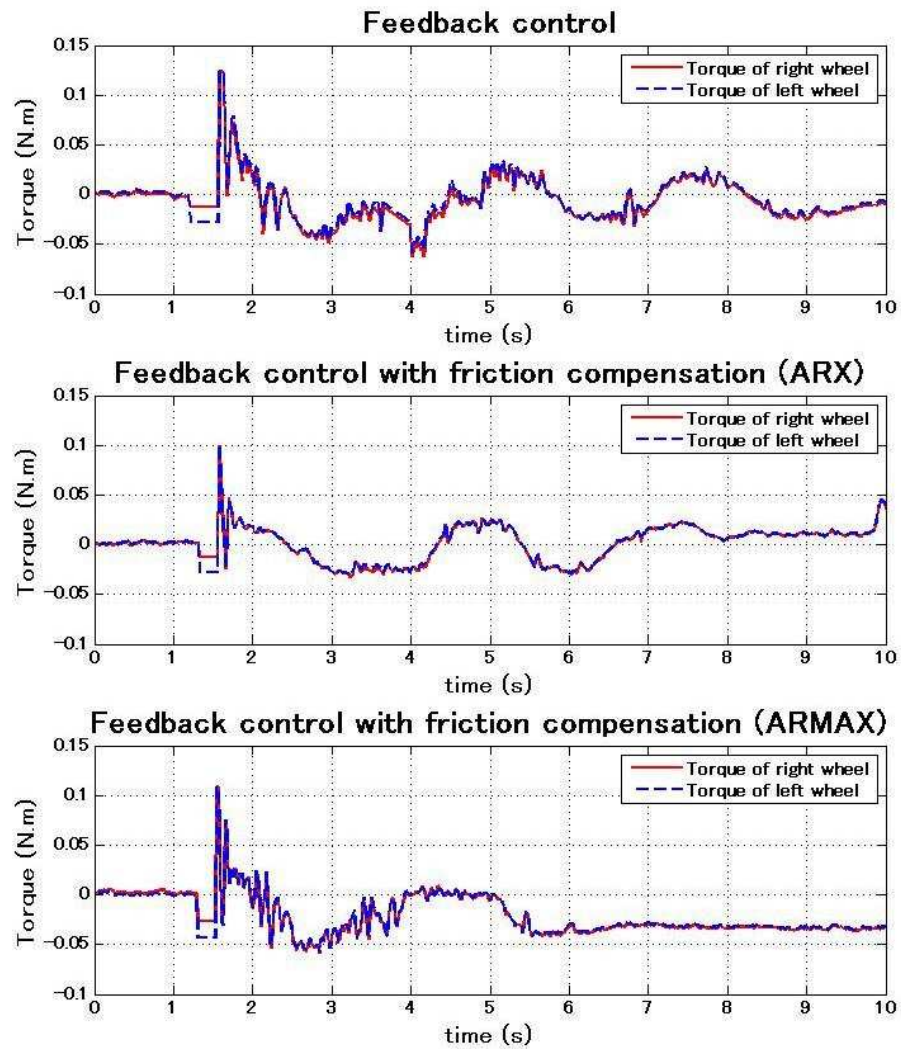 Feedback control
0.15
0.1
0.05
0
−0.05
−0.1
Torque (N.m)
Torque of right wheel
Torque of left wheel
0 1 2 3 4 5 6 7 8 9 10
time (s)
Feedback control with friction compensation (ARX)
0.15
0.1
0.05
0
−0.05
−0.1
Torque (N.m)
Torque of right wheel
Torque of left wheel
0 1 2 3 4 5 6 7 8 9 10
time (s)
Feedback control with friction compensation (ARMAX)
0.15
0.1
0.05
0
−0.05
−0.1
Torque (N.m)
Torque of right wheel
Torque of left wheel
0 1 2 3 4 5 6 7 8 9 10
time (s)